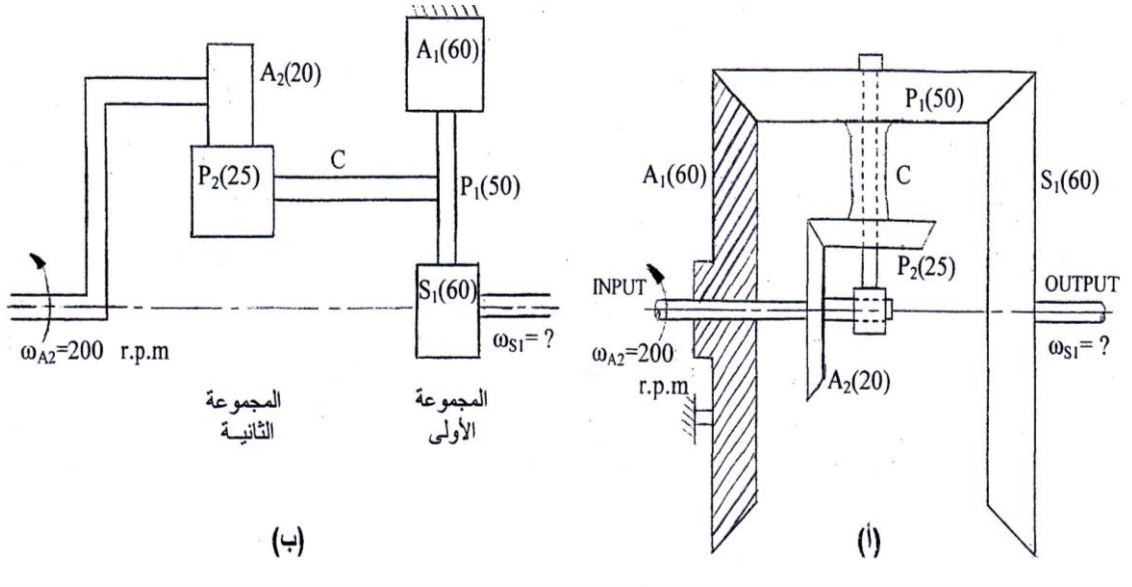 A₁(60)
A₂(20)
P₂(25)
C
P₁(50)
S₁(60)
ω_A2=200 r.p.m
ω_S1= ?
المجموعة
الثانيـة
المجموعة
الأولى
(ب)
P₁(50)
A₁(60)
C
S₁(60)
P₂(25)
INPUT
OUTPUT
ω_A2=200
r.p.m
ω_S1= ?
A₂(20)
(أ)